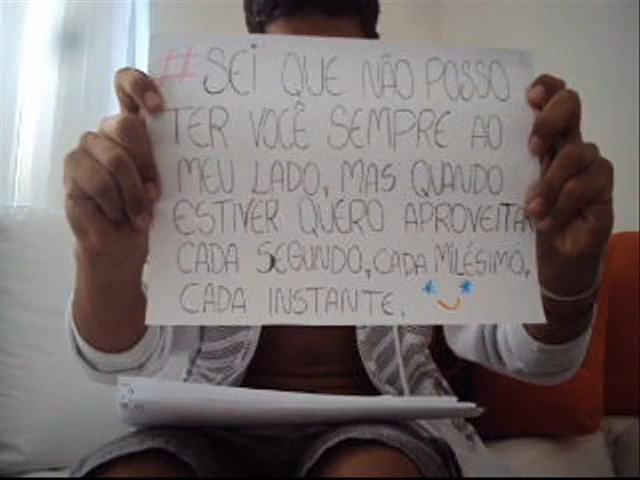 # SEI QUE NÃO POSSO
TER VOCÊ SEMPRE AO
MEU LADO, MAS QUANDO
ESTIVER QUERO APROVEITAR
CADA SEGUNDO, CADA MILÉSIMO,
CADA INSTANTE.